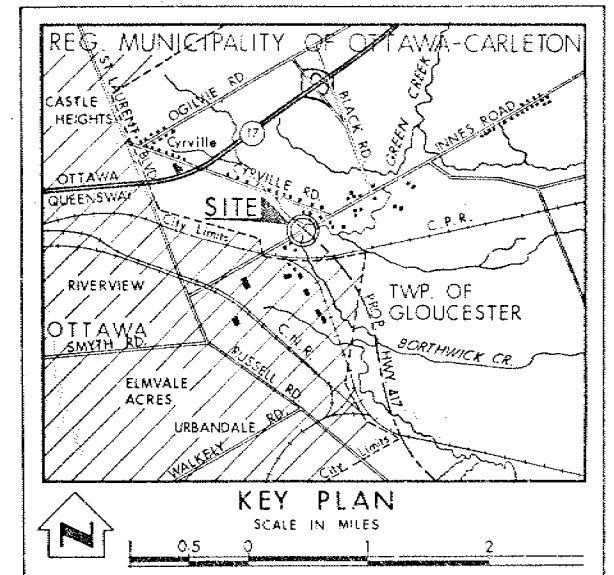 REG. MUNICIPALITY OF OTTAWA-CARLETON
ST. LAURENT BLVD.
CASTLE HEIGHTS
OGILVIE RD.
Cyrville
17
BLACK RD.
GREEN CREEK
INNES ROAD
OTTAWA
QUEENSWAY
CYRVILLE RD.
SITE
City Limits
C.P.R.
RIVERVIEW
TWP. OF
GLOUCESTER
OTTAWA
SMYTH RD.
C.N.R.
PROP. HWY 417
BORTHWICK CR.
RUSSELL RD.
ELMVALE
ACRES
URBANDALE
WALKELY RD.
City Limits
KEY PLAN
SCALE IN MILES
N
1 0.5 0 1 2